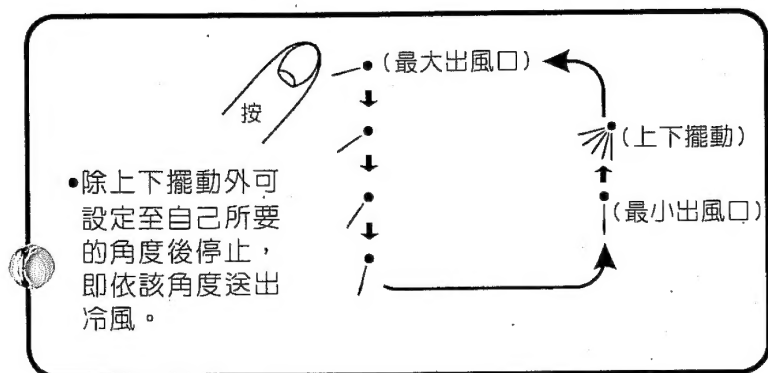 按
(最大出風口)
(上下擺動)
(最小出風口)
•除上下擺動外可
設定至自己所要
的角度後停止,
即依該角度送出
冷風。